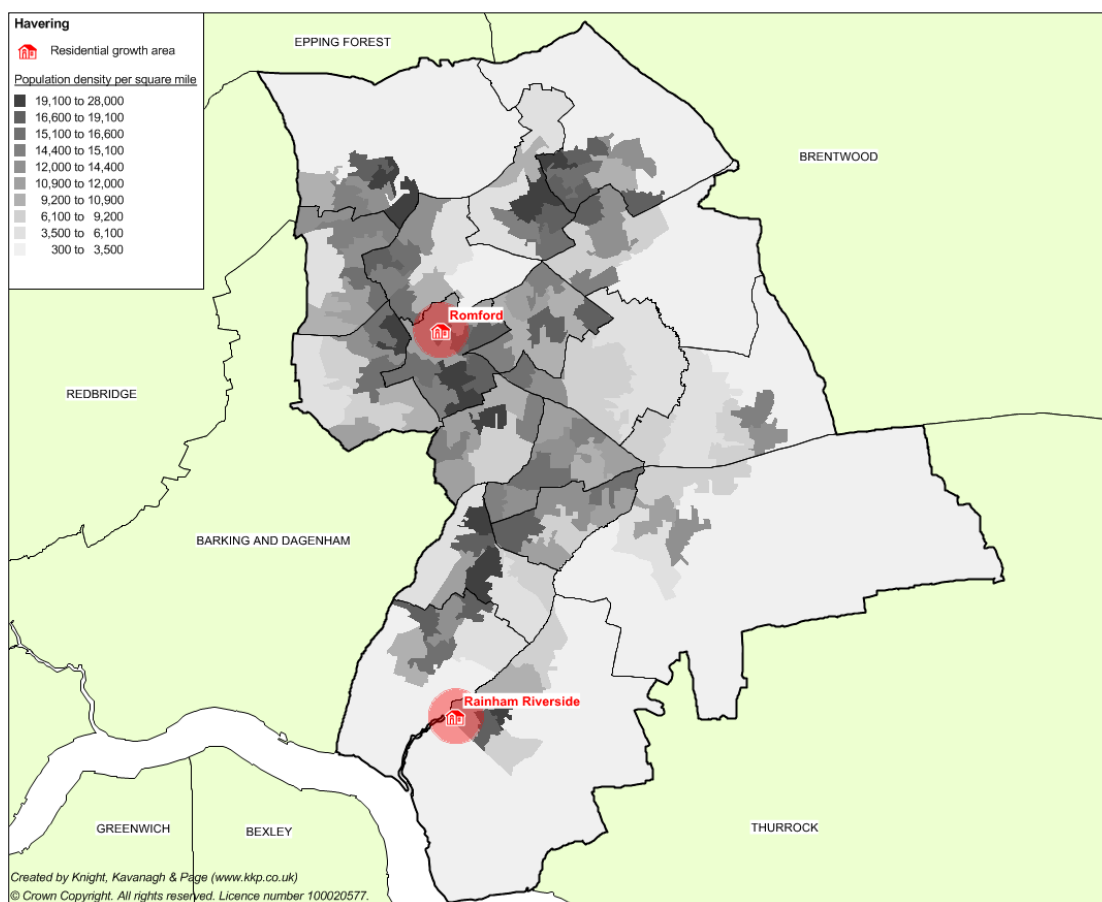 Havering
Residential growth area
Population density per square mile
19,100 to 28,000
16,600 to 19,100
15,100 to 16,600
14,400 to 15,100
12,000 to 14,400
10,900 to 12,000
9,200 to 10,900
6,100 to 9,200
3,500 to 6,100
300 to 3,500
EPPING FOREST
BRENTWOOD
Romford
REDBRIDGE
BARKING AND DAGENHAM
Rainham Riverside
GREENWICH
BEXLEY
THURROCK
Created by Knight, Kavanagh & Page (www.kkp.co.uk)
© Crown Copyright. All rights reserved. Licence number 100020577.